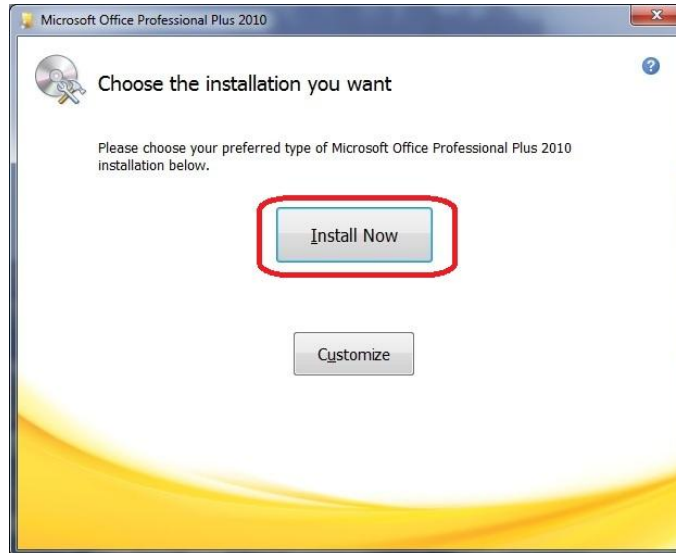 Microsoft Office Professional Plus 2010
Choose the installation you want
Please choose your preferred type of Microsoft Office Professional Plus 2010
installation below.
Install Now
Customize